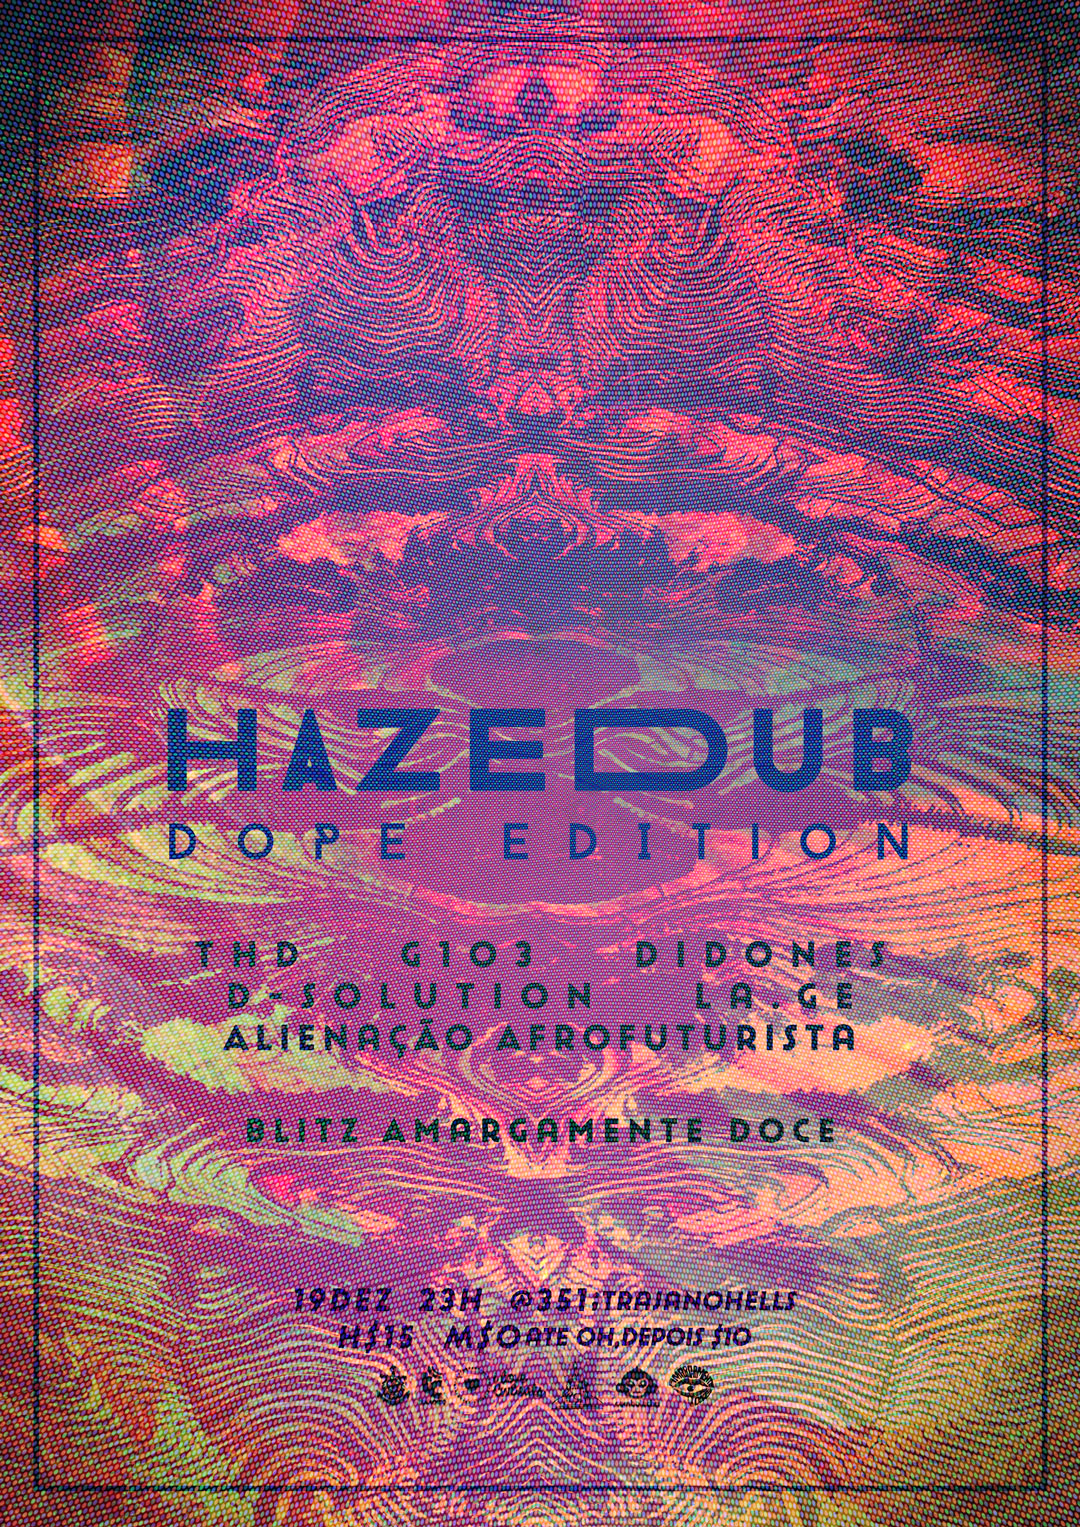 HAZEDUB
DOPE EDITION
THD G103 DIDONES
D-SOLUTION LA.GE
ALIENAÇÃO AFROFUTURISTA
BLITZ AMARGAMENTE DOCE
19DEZ 23H @351:TRAJANOHELLS
H$15 M$0 ATE 0H,DEPOIS $10